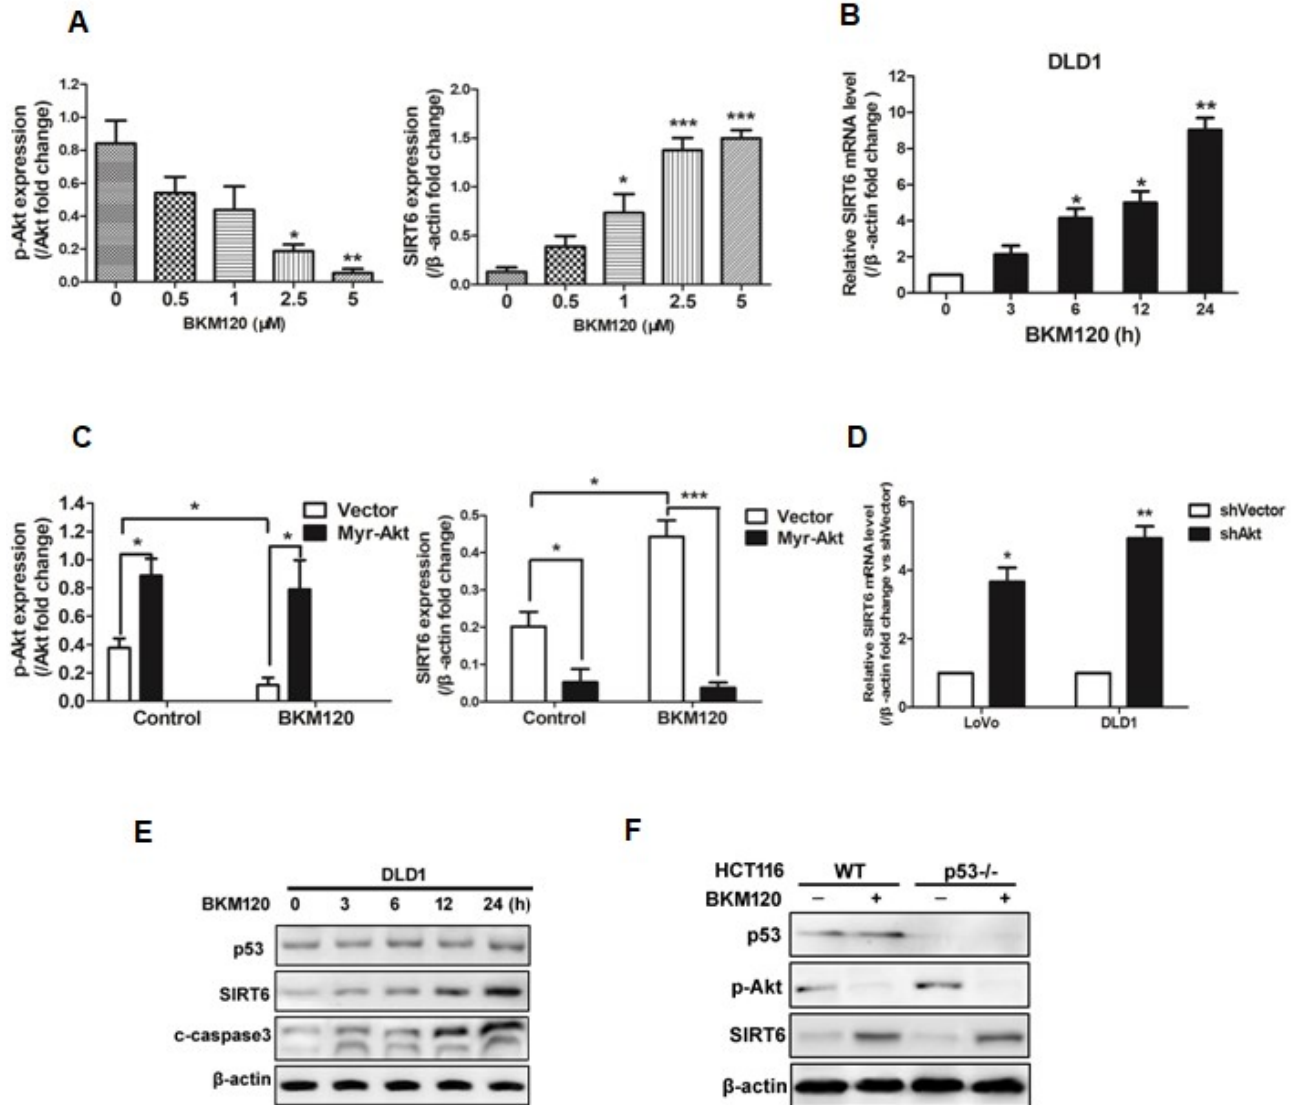 A
p-Akt expression
(/Akt fold change)
1.2
1.0
0.8
0.6
0.4
0.2
0.0
*
**
0 0.5 1 2.5 5
BKM120 (μM)
SIRT6 expression
(/β -actin fold change)
2.0
1.5
1.0
0.5
0.0
*
***
***
0 0.5 1 2.5 5
BKM120 (μM)
B
DLD1
Relative SIRT6 mRNA level
(/β -actin fold change )
12
10
8
6
4
2
0
*
*
**
0 3 6 12 24
BKM120 (h)
C
p-Akt expression
(/Akt fold change)
1.4
1.2
1.0
0.8
0.6
0.4
0.2
0.0
*
*
*
Vector
Myr-Akt
Control BKM120
SIRT6 expression
(/β -actin fold change)
0.5
0.4
0.3
0.2
0.1
0.0
*
*
***
Vector
Myr-Akt
Control BKM120
D
Relative SIRT6 mRNA level
(/β -actin fold change vs shVector)
6
4
2
0
*
**
shVector
shAkt
LoVo DLD1
E
DLD1
BKM120 0 3 6 12 24 (h)
p53
SIRT6
c-caspase3
β-actin
F
HCT116 WT p53-/-
BKM120 – + – +
p53
p-Akt
SIRT6
β-actin